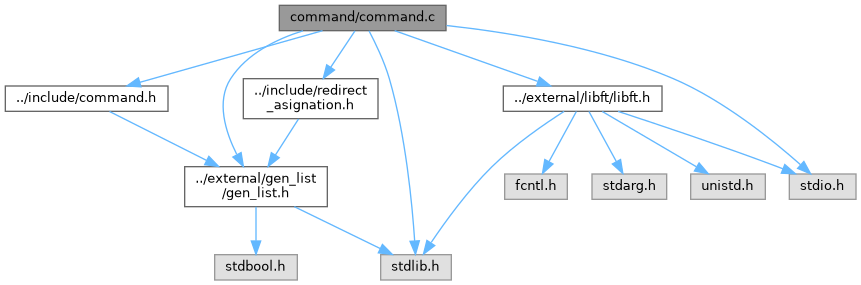 command/command.c
../include/command.h
../include/redirect
_asignation.h
../external/libft/libft.h
../external/gen_list
/gen_list.h
fcntl.h
stdarg.h
unistd.h
stdio.h
stdbool.h
stdlib.h